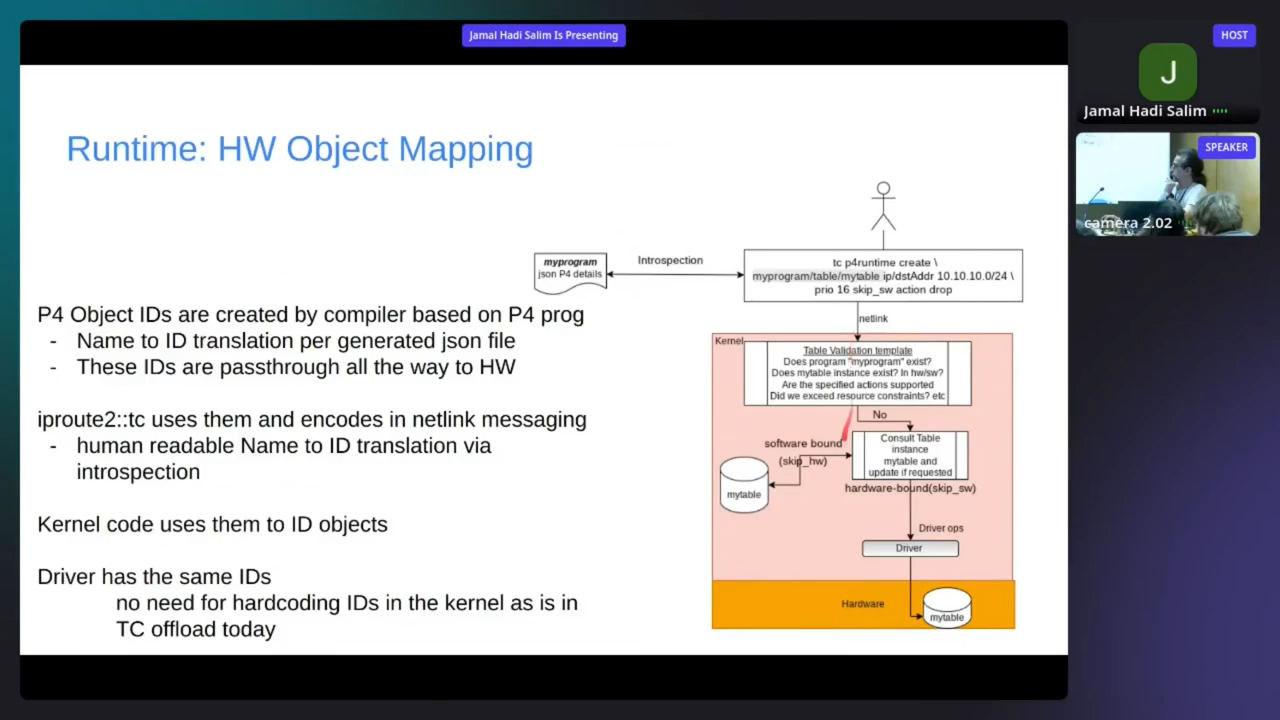 Jamal Hadi Salim Is Presenting
HOST
J
Jamal Hadi Salim
SPEAKER
camera 2.02
Runtime: HW Object Mapping
P4 Object IDs are created by compiler based on P4 prog
- Name to ID translation per generated json file
- These IDs are passthrough all the way to HW
iproute2::tc uses them and encodes in netlink messaging
- human readable Name to ID translation via
introspection
Kernel code uses them to ID objects
Driver has the same IDs
no need for hardcoding IDs in the kernel as is in
TC offload today
myprogram
json P4 details
Introspection
tc p4runtime create \
myprogram/table/mytable ip/dstAddr 10.10.10.0/24 \
prio 16 skip_sw action drop
netlink
Kernel
Table Validation template
Does program "myprogram" exist?
Does mytable instance exist? In hw/sw?
Are the specified actions supported
Did we exceed resource constraints? etc
No
software bound
(skip_hw)
mytable
Consult Table
instance
mytable and
update if requested
hardware-bound(skip_sw)
Driver ops
Driver
Hardware
mytable